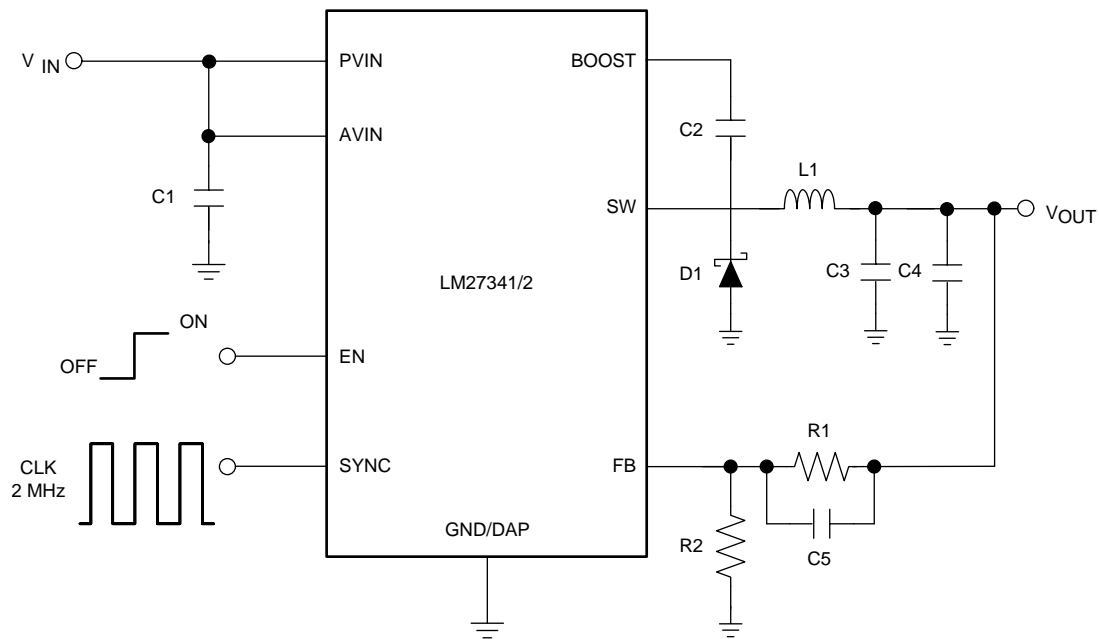 V IN
PVIN
BOOST
AVIN
C2
C1
L1
SW
VOUT
D1
C3
C4
LM27341/2
ON
OFF
EN
R1
CLK
2 MHz
SYNC
FB
GND/DAP
R2
C5